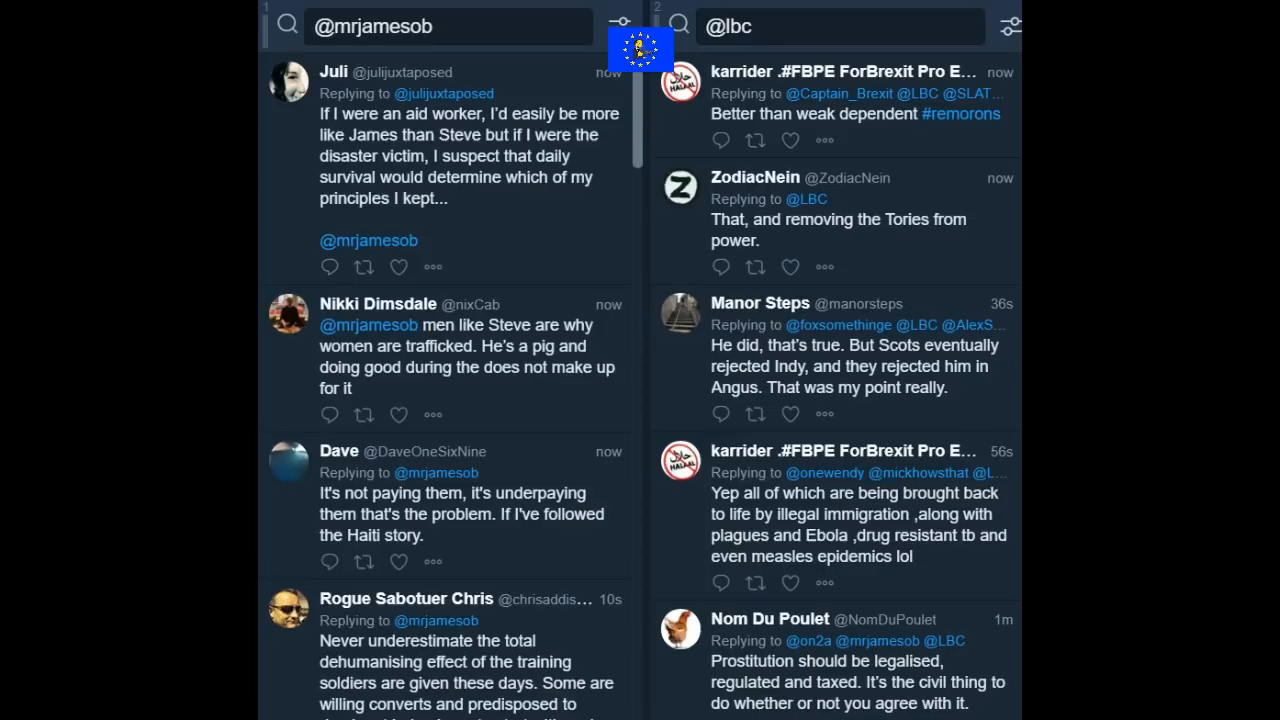 1
@mrjamesob
Juli @julijuxtaposed now
Replying to @julijuxtaposed
If I were an aid worker, I'd easily be more
like James than Steve but if I were the
disaster victim, I suspect that daily
survival would determine which of my
principles I kept...
@mrjamesob
Nikki Dimsdale @nixCab now
@mrjamesob men like Steve are why
women are trafficked. He's a pig and
doing good during the does not make up
for it
Dave @DaveOneSixNine now
Replying to @mrjamesob
It's not paying them, it's underpaying
them that's the problem. If I've followed
the Haiti story.
Rogue Sabotuer Chris @chrisaddis... 10s
Replying to @mrjamesob
Never underestimate the total
dehumanising effect of the training
soldiers are given these days. Some are
willing converts and predisposed to
2
@lbc
karrider .#FBPE ForBrexit Pro E... now
Replying to @Captain_Brexit @LBC @SLAT...
Better than weak dependent #remorons
ZodiacNein @ZodiacNein now
Replying to @LBC
That, and removing the Tories from
power.
Manor Steps @manorsteps 36s
Replying to @foxsomethinge @LBC @AlexS...
He did, that's true. But Scots eventually
rejected Indy, and they rejected him in
Angus. That was my point really.
karrider .#FBPE ForBrexit Pro E... 56s
Replying to @onewendy @mickhowsthat @L...
Yep all of which are being brought back
to life by illegal immigration ,along with
plagues and Ebola ,drug resistant tb and
even measles epidemics lol
Nom Du Poulet @NomDuPoulet 1m
Replying to @on2a @mrjamesob @LBC
Prostitution should be legalised,
regulated and taxed. It's the civil thing to
do whether or not you agree with it.